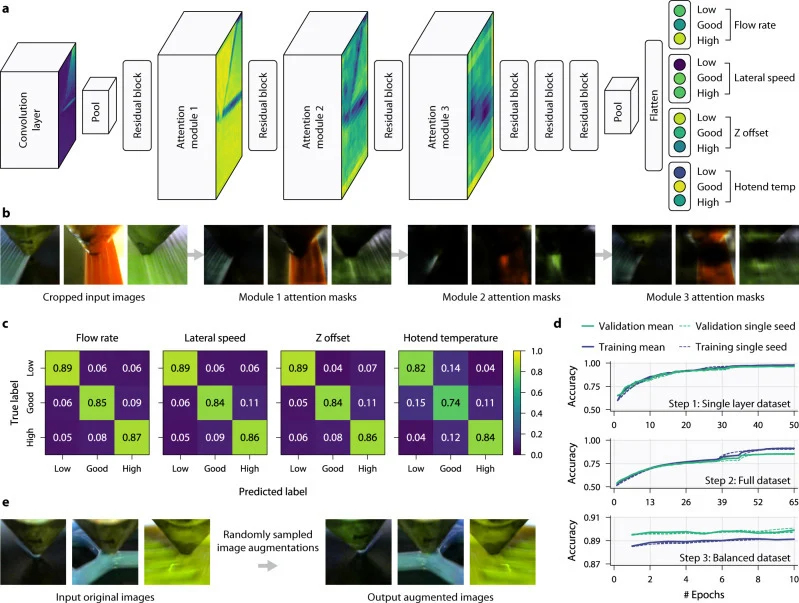 a
Convolution
layer
Pool
Residual block
Attention
module 1
Residual block
Attention
module 2
Residual block
Attention
module 3
Residual block
Residual block
Residual block
Pool
Flatten
Low
Good
High
Flow rate
Low
Good
High
Lateral speed
Low
Good
High
Z offset
Low
Good
High
Hotend temp
b
Cropped input images
Module 1 attention masks
Module 2 attention masks
Module 3 attention masks
c
Flow rate
Lateral speed
Z offset
Hotend temperature
True label
Low
Good
High
0.89 0.06 0.06
0.06 0.85 0.09
0.05 0.08 0.87
Low Good High
0.89 0.06 0.06
0.06 0.84 0.11
0.05 0.09 0.86
Low Good High
0.89 0.04 0.07
0.05 0.84 0.11
0.06 0.08 0.86
Low Good High
0.82 0.14 0.04
0.15 0.74 0.11
0.04 0.12 0.84
Low Good High
1.0
0.8
0.6
0.4
0.2
0.0
Predicted label
d
Validation mean
Validation single seed
Training mean
Training single seed
Accuracy
1.00
0.75
0.50
Step 1: Single layer dataset
0 10 20 30 40 50
Accuracy
1.00
0.75
0.50
Step 2: Full dataset
0 13 26 39 52 65
Accuracy
0.91
0.89
0.87
Step 3: Balanced dataset
2 4 6 8 10
# Epochs
e
Input original images
Randomly sampled
image augmentations
Output augmented images